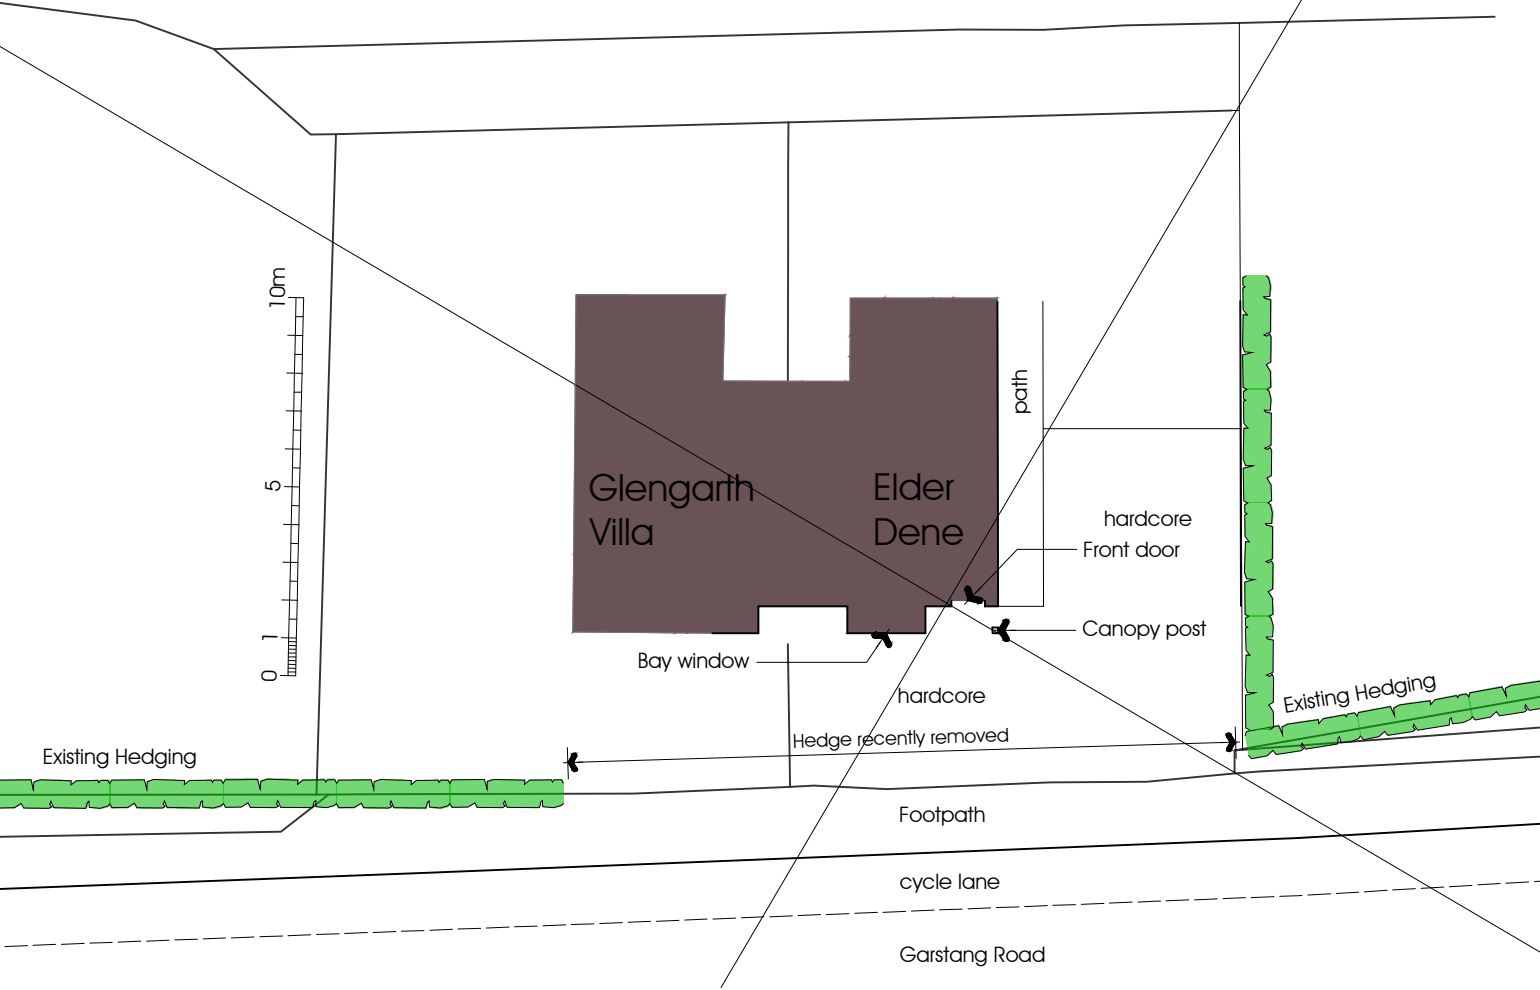 10m
path
5
Glengarth
Villa
Elder
Dene
hardcore
Front door
1
0
Canopy post
Bay window
hardcore
Existing Hedging
Hedge recently removed
Existing Hedging
Footpath
cycle lane
Garstang Road